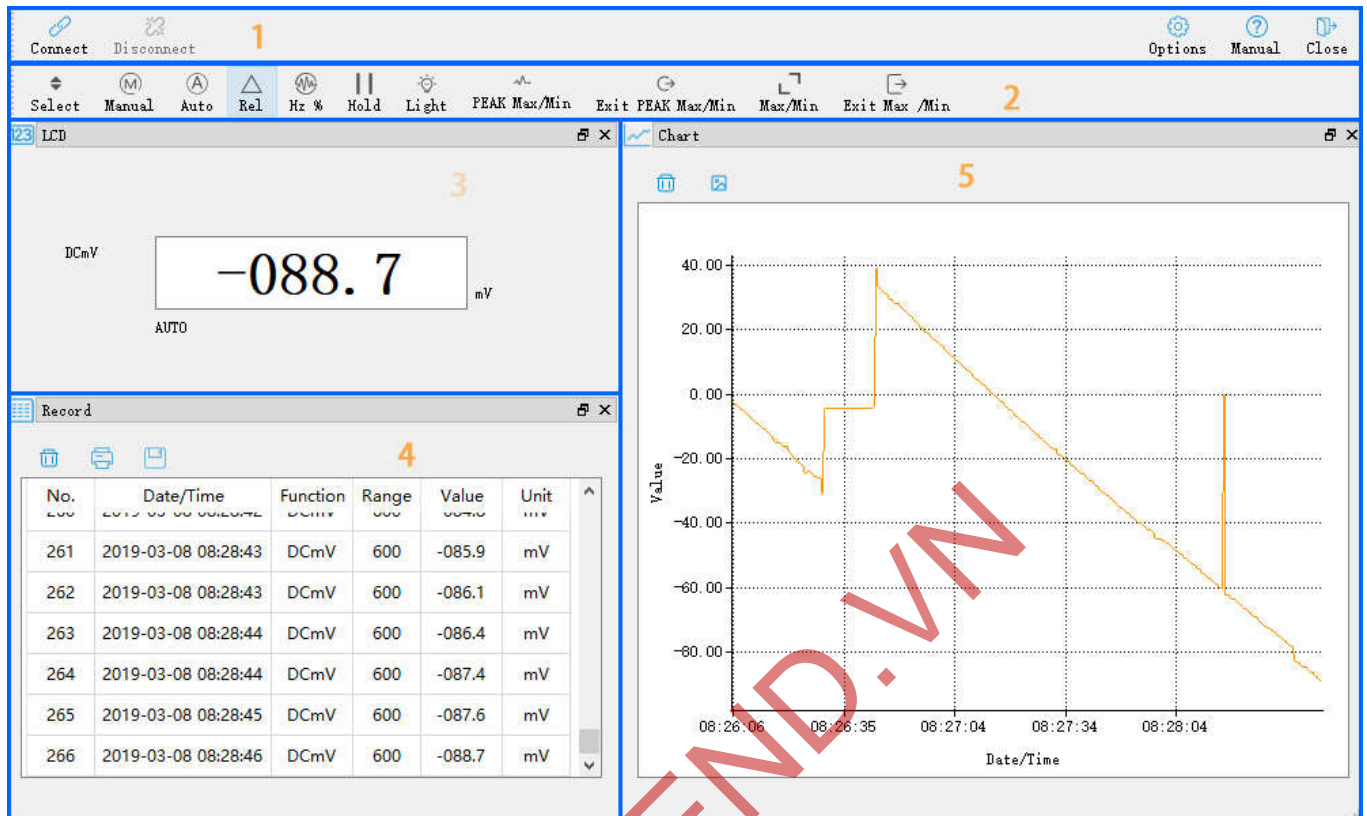 Connect Disconnect 1 Options Manual Close
Select Manual Auto Rel Hz % Hold Light PEAK Max/Min Exit PEAK Max/Min Max/Min Exit Max /Min 2
123 LCD
3
DCmV
-088.7
mV
AUTO
Record
4
No. Date/Time Function Range Value Unit
261 2019-03-08 08:28:43 DCmV 600 -085.9 mV
262 2019-03-08 08:28:43 DCmV 600 -086.1 mV
263 2019-03-08 08:28:44 DCmV 600 -086.4 mV
264 2019-03-08 08:28:44 DCmV 600 -087.4 mV
265 2019-03-08 08:28:45 DCmV 600 -087.6 mV
266 2019-03-08 08:28:46 DCmV 600 -088.7 mV
Chart
5
40.00
20.00
0.00
-20.00
-40.00
-60.00
-80.00
Value
08:26:06 08:26:35 08:27:04 08:27:34 08:28:04
Date/Time
END.VN